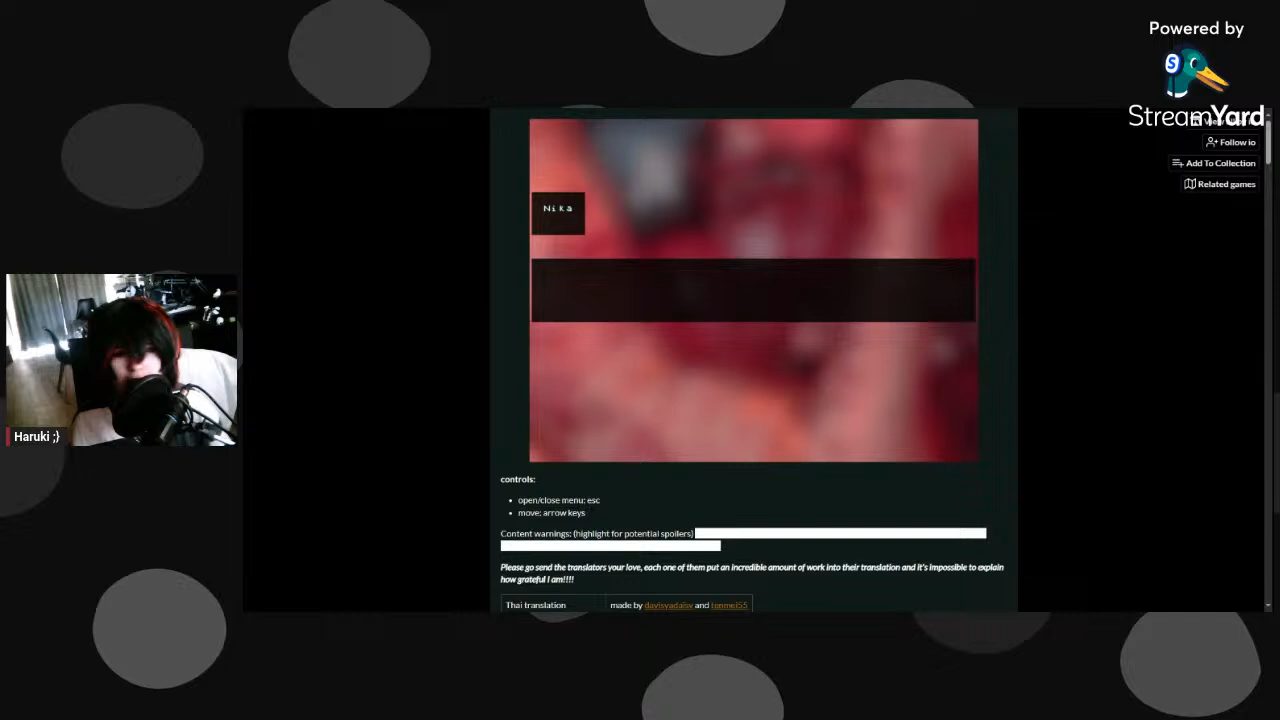 Powered by
StreamYard
Follow io
Add To Collection
Related games
Nika
Haruki ;}
controls:
open/close menu: esc
move: arrow keys
Content warnings: (highlight for potential spoilers)
Please go send the translators your love, each one of them put an incredible amount of work into their translation and it's impossible to explain
how grateful I am!!!!
Thai translation made by davisyadaisy and